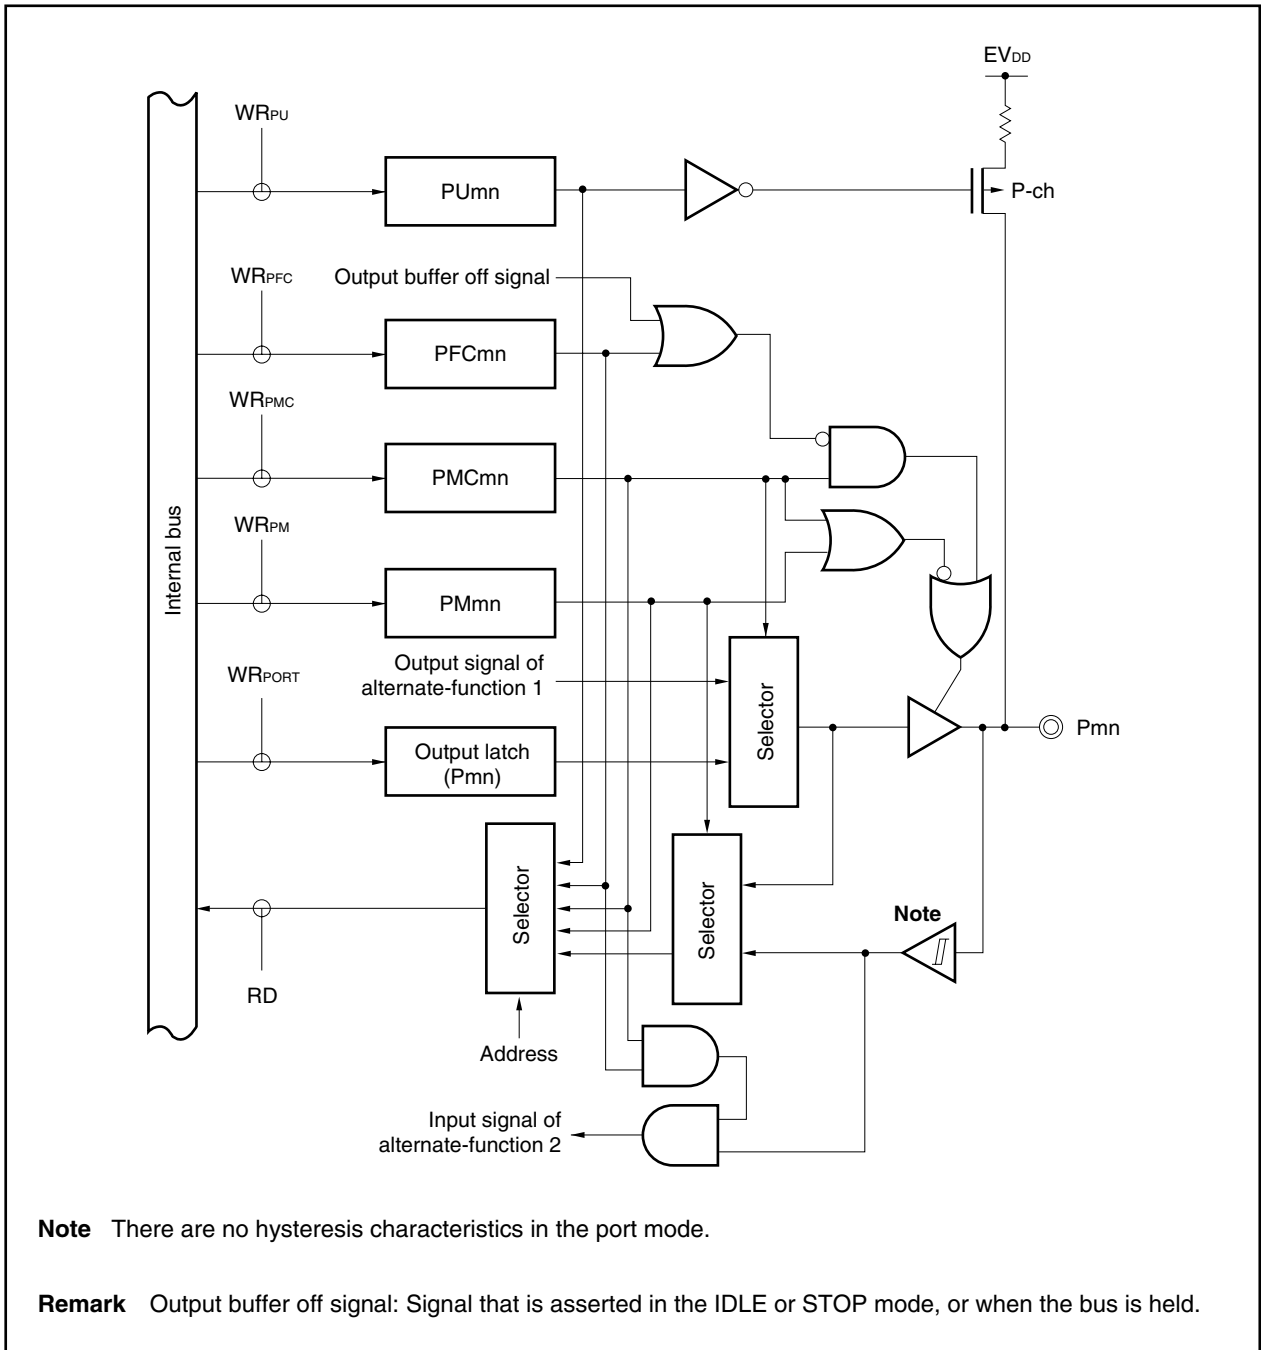 EVDD
WRPU
PUmn
P-ch
WRPFC
Output buffer off signal
PFCmn
WRPMC
PMCmn
WRPM
Internal bus
PMmn
Output signal of
alternate-function 1
WRPORT
Selector
Output latch
(Pmn)
Pmn
Selector
Selector
Note
RD
Address
Input signal of
alternate-function 2
Note There are no hysteresis characteristics in the port mode.
Remark Output buffer off signal: Signal that is asserted in the IDLE or STOP mode, or when the bus is held.